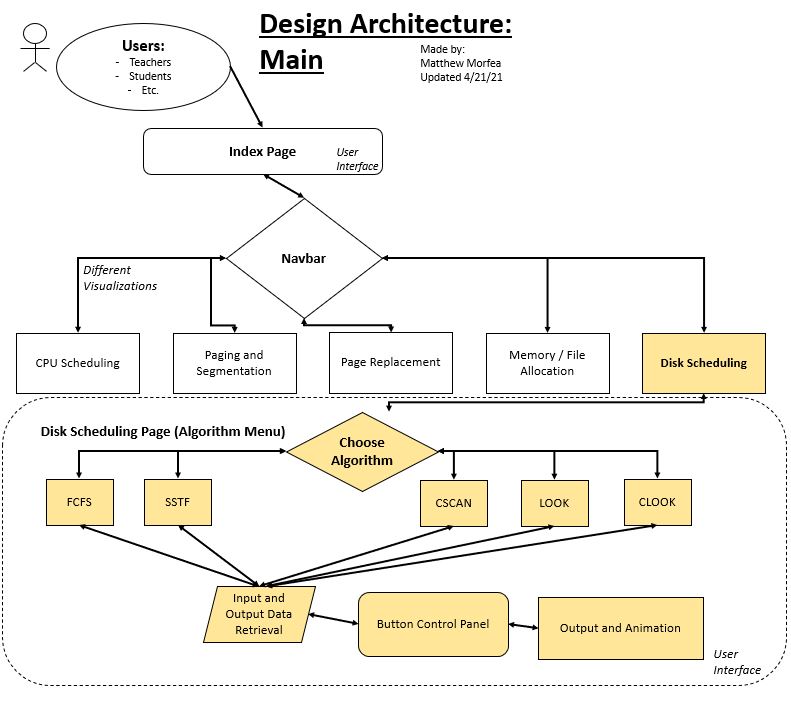 Design Architecture:
Main
Made by:
Matthew Morfea
Updated 4/21/21
Users:
- Teachers
- Students
- Etc.
Index Page
User
Interface
Navbar
Different
Visualizations
CPU Scheduling
Paging and
Segmentation
Page Replacement
Memory / File
Allocation
Disk Scheduling
Disk Scheduling Page (Algorithm Menu)
Choose
Algorithm
FCFS
SSTF
CSCAN
LOOK
CLOOK
Input and
Output Data
Retrieval
Button Control Panel
Output and Animation
User
Interface